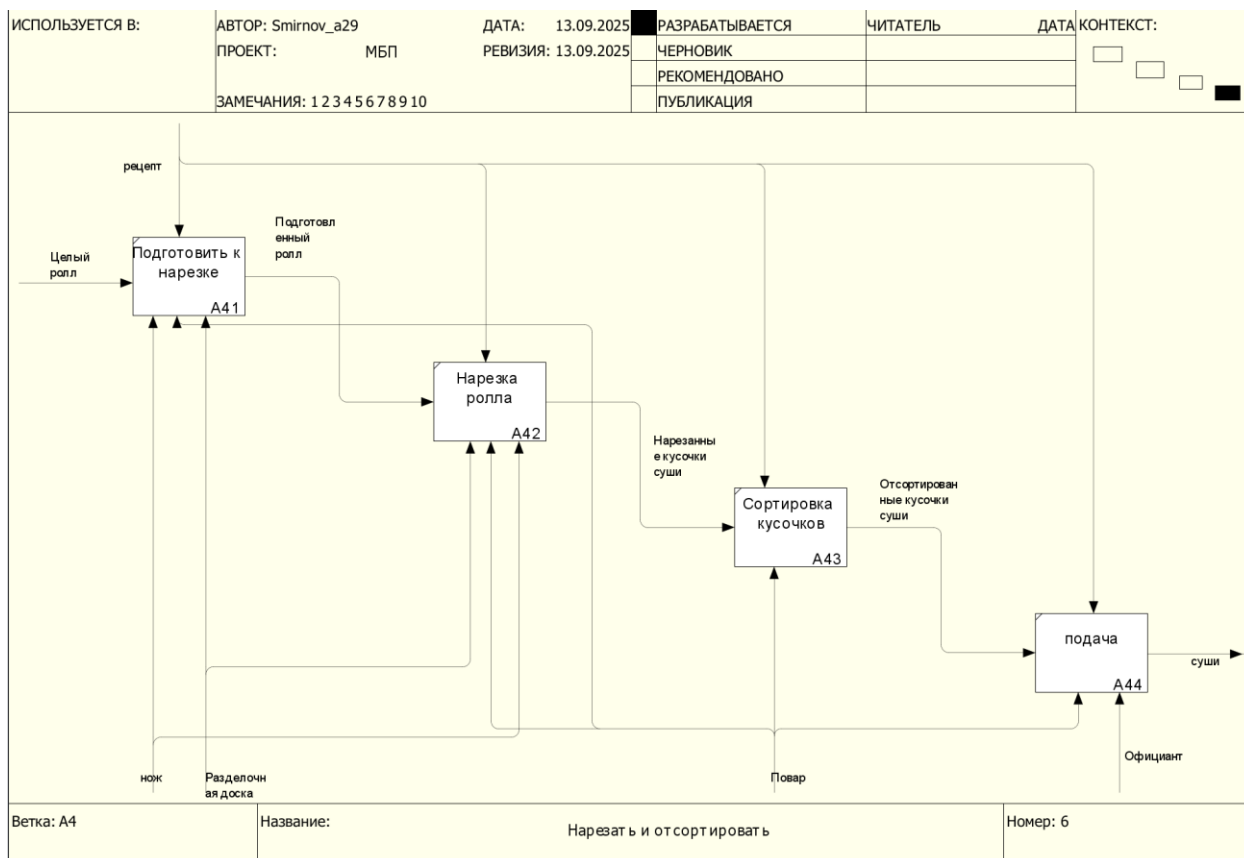 ИСПОЛЬЗУЕТСЯ В:
АВТОР: Smirnov_a29
ДАТА: 13.09.2025
РАЗРАБАТЫВАЕТСЯ
ЧИТАТЕЛЬ
ДАТА
КОНТЕКСТ:
ПРОЕКТ: МБП
РЕВИЗИЯ: 13.09.2025
ЧЕРНОВИК
РЕКОМЕНДОВАНО
ЗАМЕЧАНИЯ: 1 2 3 4 5 6 7 8 9 10
ПУБЛИКАЦИЯ
рецепт
Целый
ролл
Подготовить к
нарезке
A41
Подготовл
енный
ролл
Нарезка
ролла
A42
Нарезанны
е кусочки
суши
Сортировка
кусочков
A43
Отсортирован
ные кусочки
суши
подача
A44
суши
нож
Разделочн
ая доска
Повар
Официант
Ветка: A4
Название:
Нарезать и отсортировать
Номер: 6